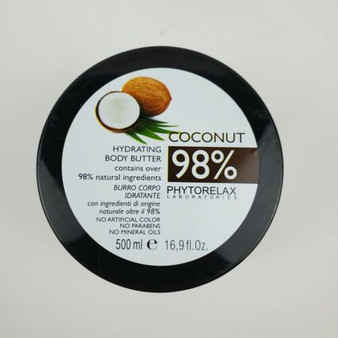 COCONUT
HYDRATING
BODY BUTTER
contains over
98% natural ingredients
98%
PHYTORELAX
LABORATORIES
BURRO CORPO
IDRATANTE
con ingredienti di origine
naturale oltre il 98%
NO ARTIFICIAL COLOR
NO PARABENS
NO MINERAL OILS
500 ml e 16,9 fl.oz.